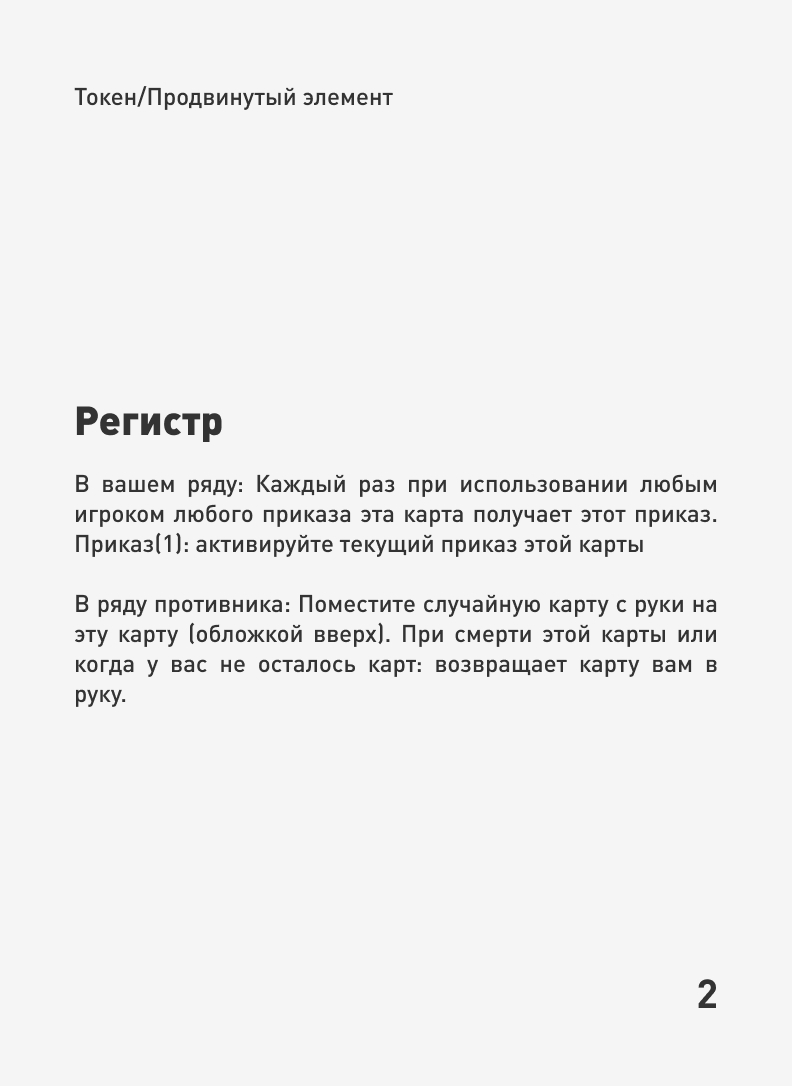 Токен/Продвинутый элемент
Регистр
В вашем ряду: Каждый раз при использовании любым
игроком любого приказа эта карта получает этот приказ.
Приказ(1): активируйте текущий приказ этой карты
В ряду противника: Поместите случайную карту с руки на
эту карту (обложкой вверх). При смерти этой карты или
когда у вас не осталось карт: возвращает карту вам в
руку.
2